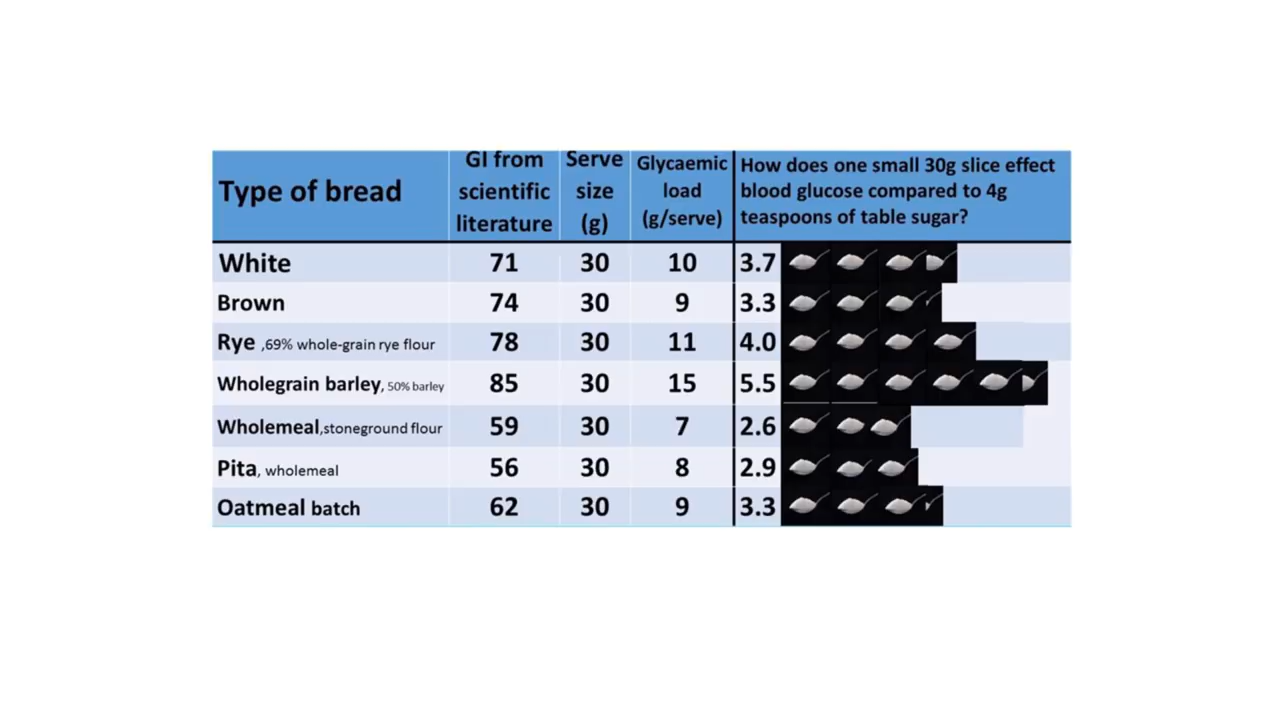 Type of bread
GI from
scientific
literature
Serve
size
(g)
Glycaemic
load
(g/serve)
How does one small 30g slice effect
blood glucose compared to 4g
teaspoons of table sugar?
White 71 30 10 3.7
Brown 74 30 9 3.3
Rye ,69% whole-grain rye flour 78 30 11 4.0
Wholegrain barley, 50% barley 85 30 15 5.5
Wholemeal,stoneground flour 59 30 7 2.6
Pita, wholemeal 56 30 8 2.9
Oatmeal batch 62 30 9 3.3